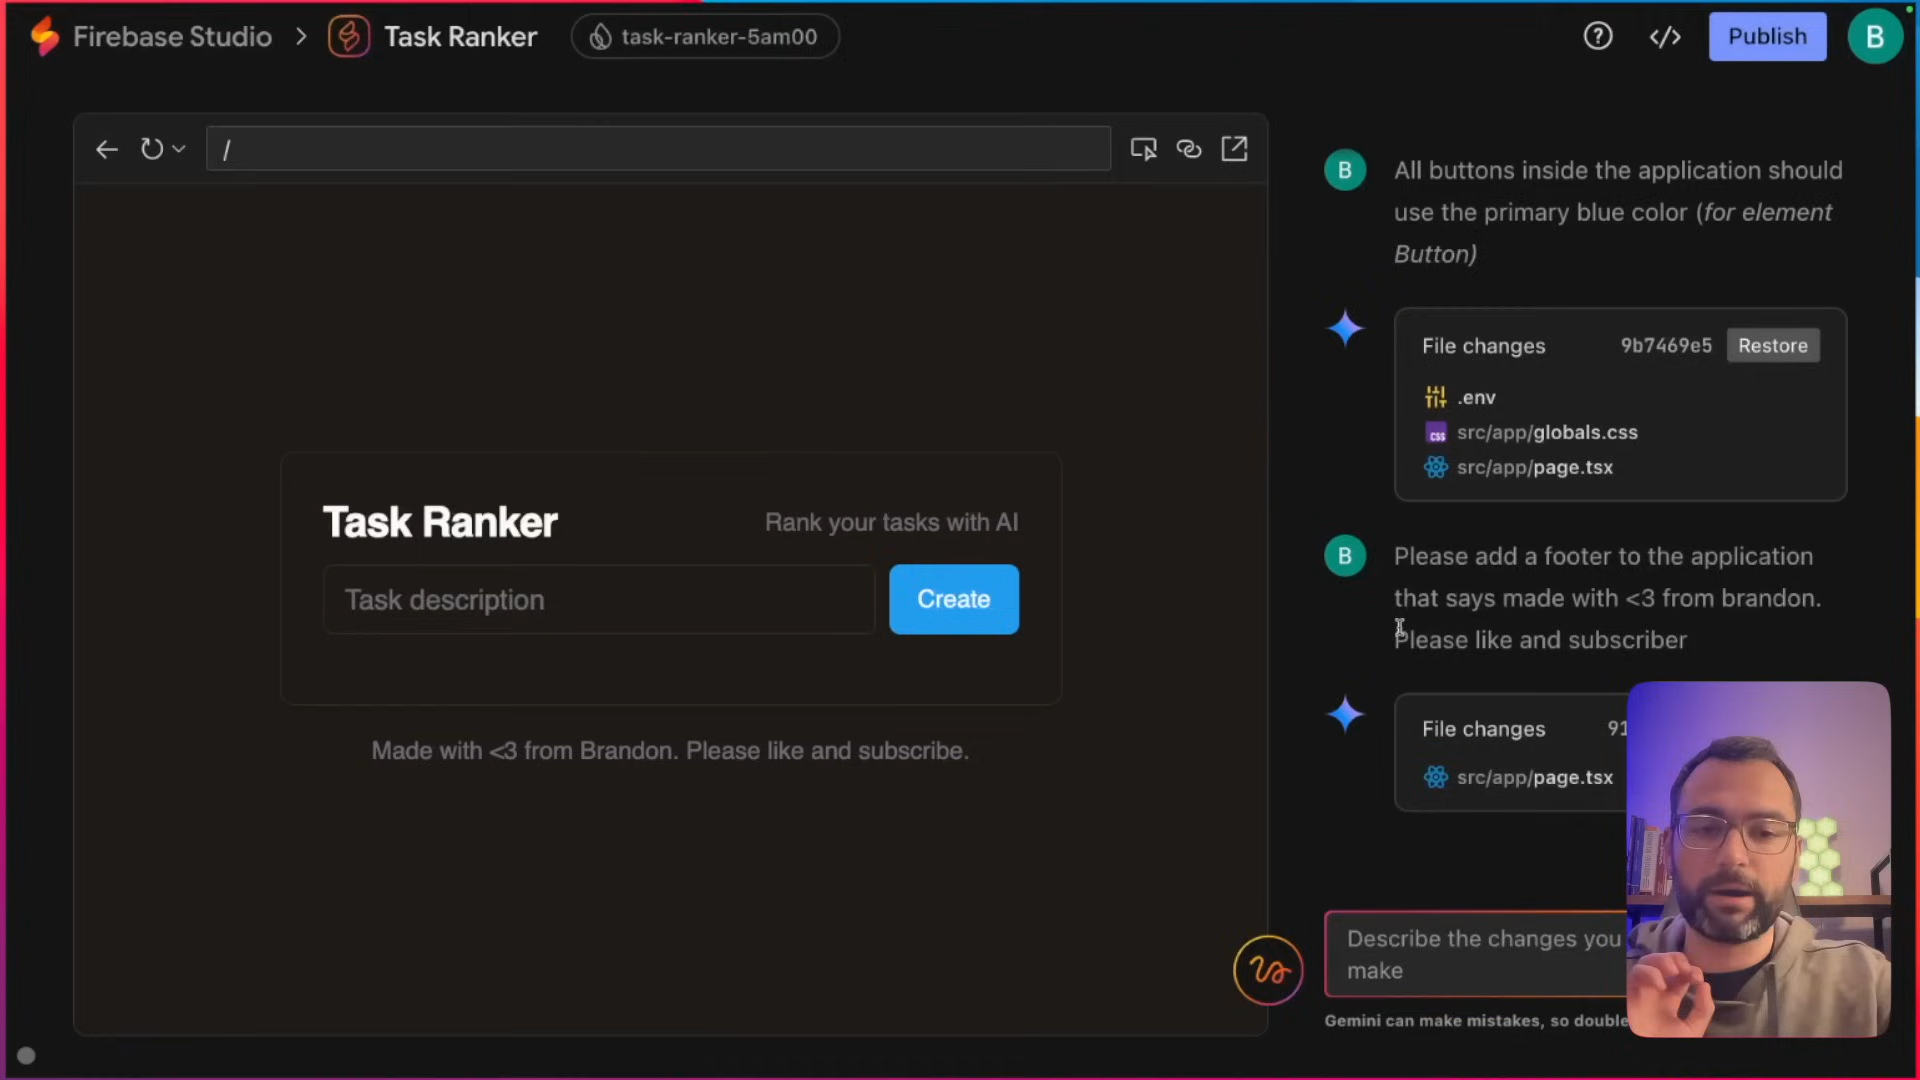 Firebase Studio > Task Ranker task-ranker-5am00
Publish
B
/
B
All buttons inside the application should
use the primary blue color (for element
Button)
File changes 9b7469e5 Restore
.env
css src/app/globals.css
src/app/page.tsx
B
Please add a footer to the application
that says made with <3 from brandon.
Please like and subscriber
File changes 91
src/app/page.tsx
Task Ranker
Rank your tasks with AI
Task description
Create
Made with <3 from Brandon. Please like and subscribe.
Describe the changes you
make
Gemini can make mistakes, so double